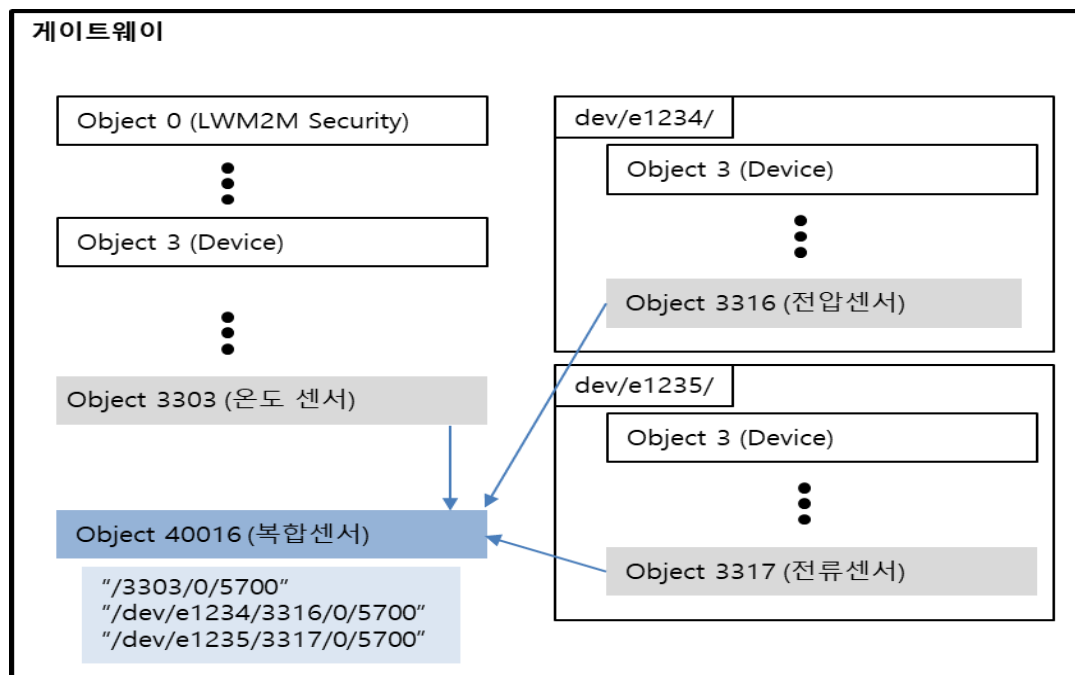 게이트웨이
Object 0 (LWM2M Security)
Object 3 (Device)
Object 3303 (온도 센서)
Object 40016 (복합센서)
"/3303/0/5700"
"/dev/e1234/3316/0/5700"
"/dev/e1235/3317/0/5700"
dev/e1234/
Object 3 (Device)
Object 3316 (전압센서)
dev/e1235/
Object 3 (Device)
Object 3317 (전류센서)